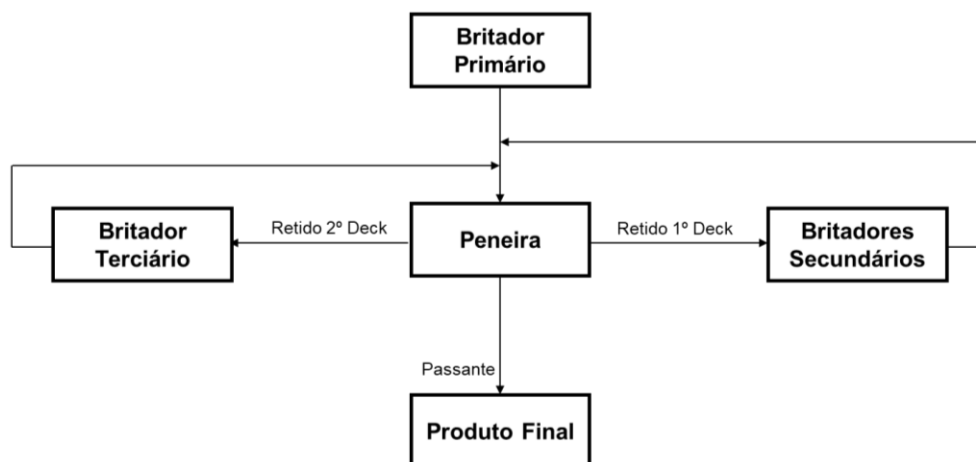 Britador
Primário
Retido 2º Deck
Retido 1º Deck
Britador
Terciário
Peneira
Britadores
Secundários
Passante
Produto Final